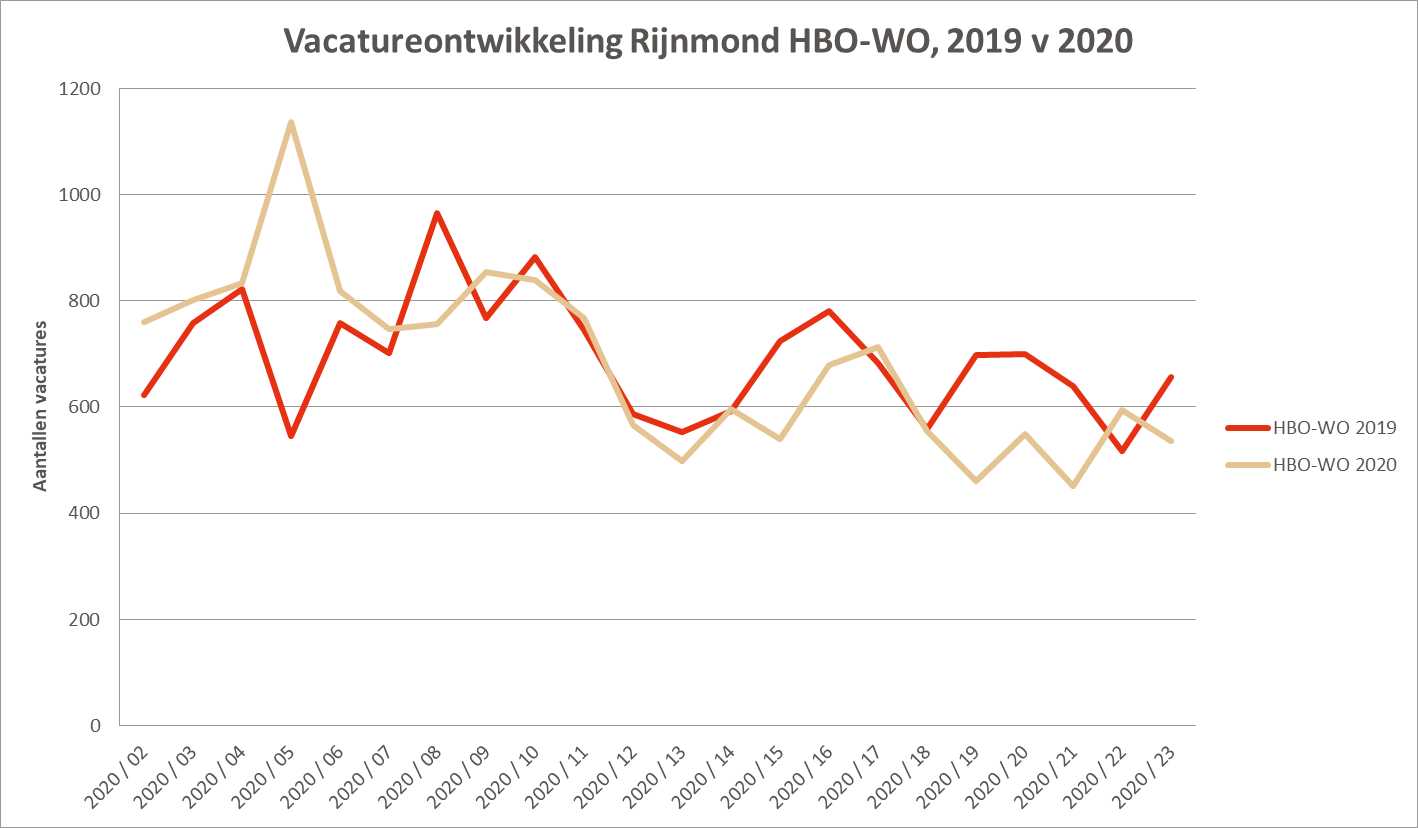 Vacatureontwikkeling Rijnmond HBO-WO, 2019 v 2020
Aantallen vacatures
1200
1000
800
600
400
200
0
2020 / 02
2020 / 03
2020 / 04
2020 / 05
2020 / 06
2020 / 07
2020 / 08
2020 / 09
2020 / 10
2020 / 11
2020 / 12
2020 / 13
2020 / 14
2020 / 15
2020 / 16
2020 / 17
2020 / 18
2020 / 19
2020 / 20
2020 / 21
2020 / 22
2020 / 23
HBO-WO 2019
HBO-WO 2020